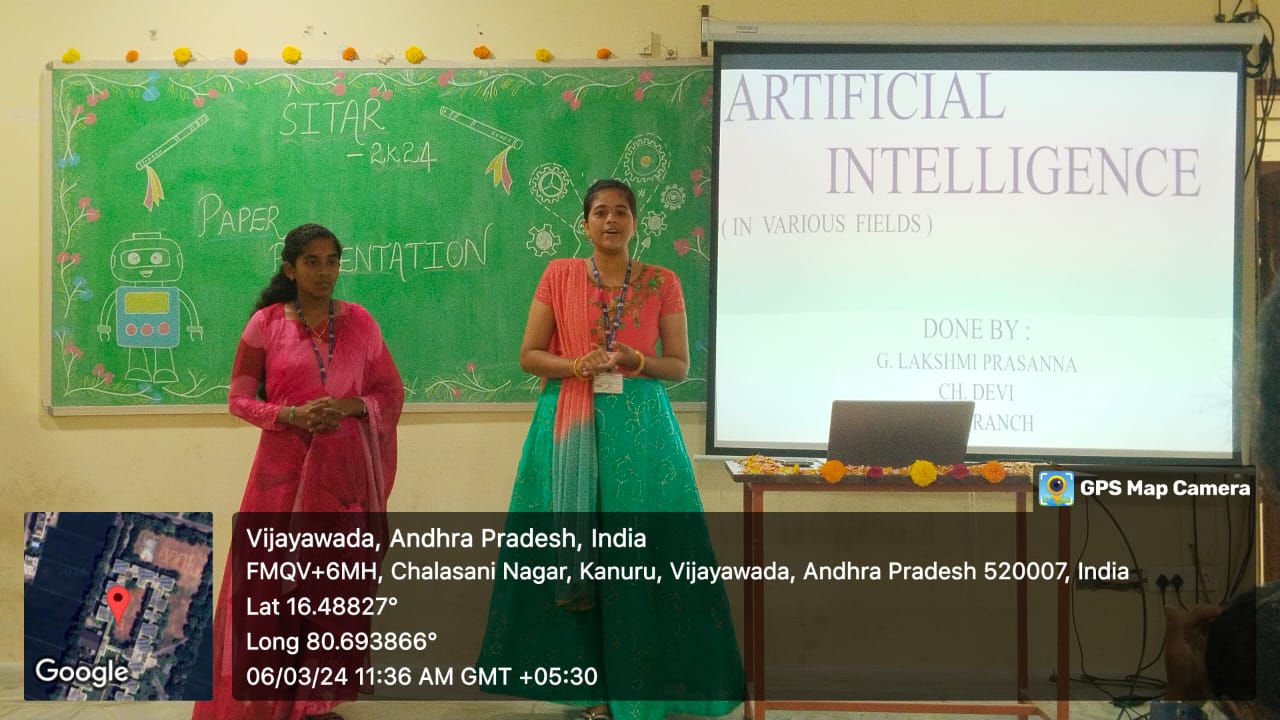 SITAR
- 2K24
PAPER
ENTATION
ARTIFICIAL
INTELLIGENCE
( IN VARIOUS FIELDS )
DONE BY :
G. LAKSHMI PRASANNA
CH. DEVI
RANCH
GPS Map Camera
Vijayawada, Andhra Pradesh, India
FMQV+6MH, Chalasani Nagar, Kanuru, Vijayawada, Andhra Pradesh 520007, India
Lat 16.48827°
Long 80.693866°
06/03/24 11:36 AM GMT +05:30
Google